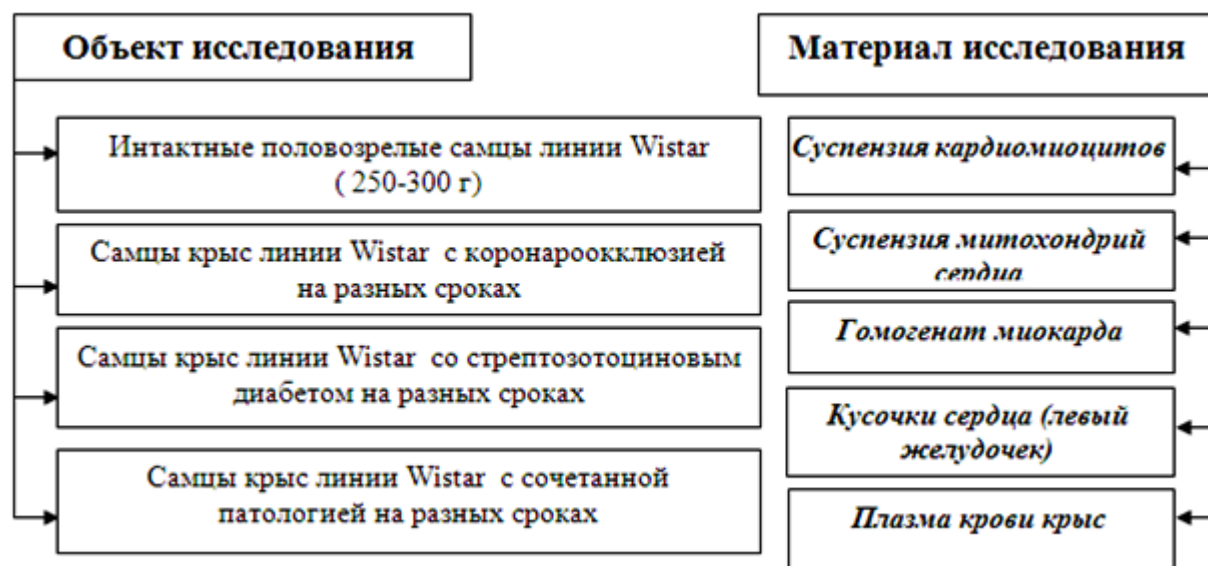 Объект исследования
Интактные половозрелые самцы линии Wistar
( 250-300 г)
Самцы крыс линии Wistar с коронароокклюзией
на разных сроках
Самцы крыс линии Wistar со стрептозотоциновым
диабетом на разных сроках
Самцы крыс линии Wistar с сочетанной
патологией на разных сроках
Материал исследования
Суспензия кардиомиоцитов
Суспензия митохондрий
сердца
Гомогенат миокарда
Кусочки сердца (левый
желудочек)
Плазма крови крыс